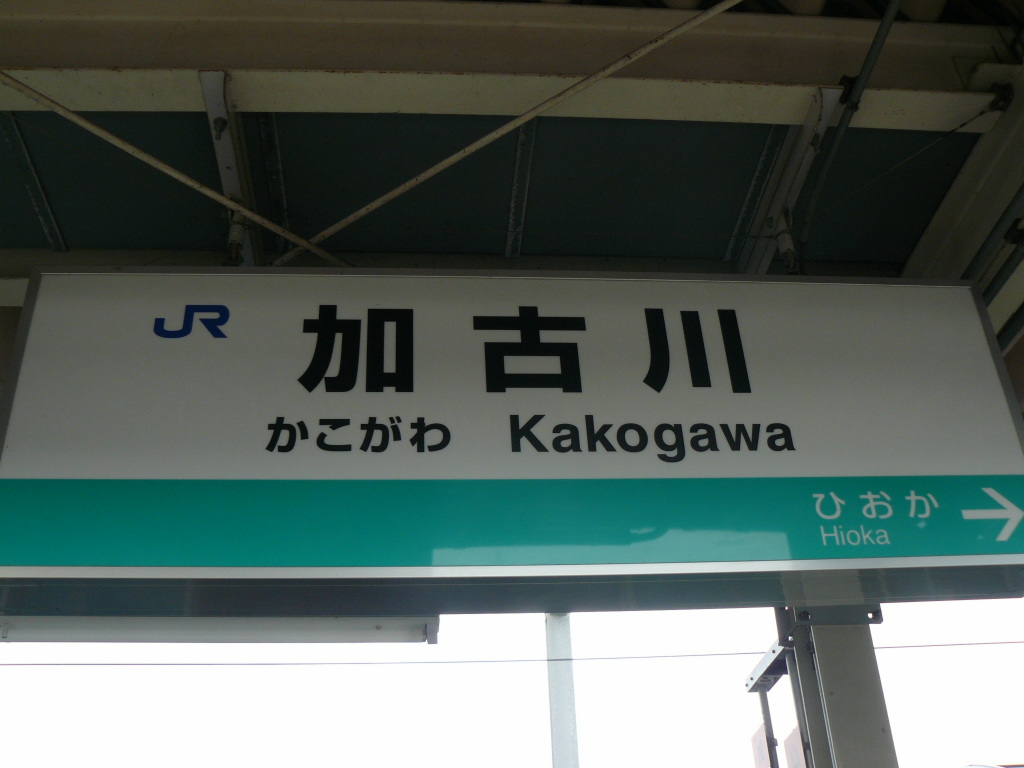 JR 加古川
かこがわ Kakogawa
ひおか →
Hioka